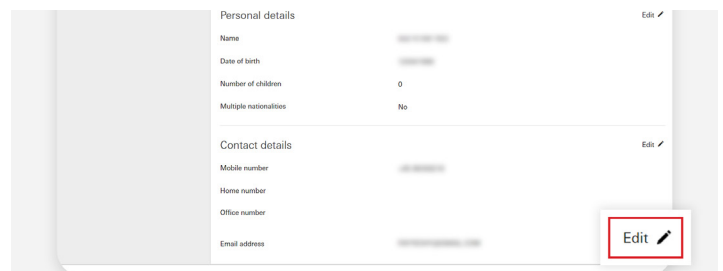 Personal details Edit
Name
Date of birth
Number of children 0
Multiple nationalities No
Contact details Edit
Mobile number
Home number
Office number
Email address
Edit